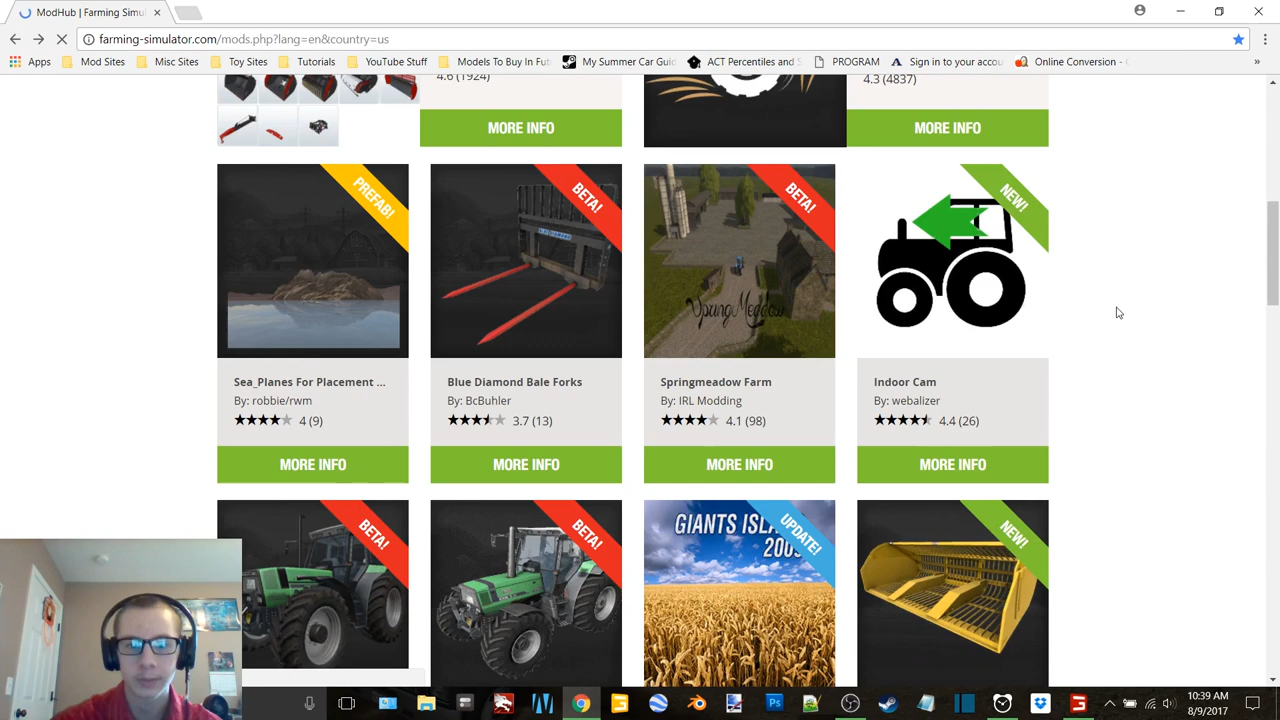 ModHub | Farming Simul
farming-simulator.com/mods.php?lang=en&country=us
Apps Mod Sites Misc Sites Toy Sites Tutorials YouTube Stuff Models To Buy In Fut My Summer Car Guid ACT Percentiles and S PROGRAM Sign in to your accou Online Conversion - C »
4.6 (1924) 4.3 (4837)
MORE INFO MORE INFO
PREFAB! BETA! BETA! NEW!
BLUE DIAMOND
SpringMeadow
Sea_Planes For Placement ... Blue Diamond Bale Forks Springmeadow Farm Indoor Cam
By: robbie/rwm By: BcBuhler By: IRL Modding By: webalizer
4 (9) 3.7 (13) 4.1 (98) 4.4 (26)
MORE INFO MORE INFO MORE INFO MORE INFO
BETA! BETA! UPDATE! NEW!
GIANTS ISL
10:39 AM
8/9/2017